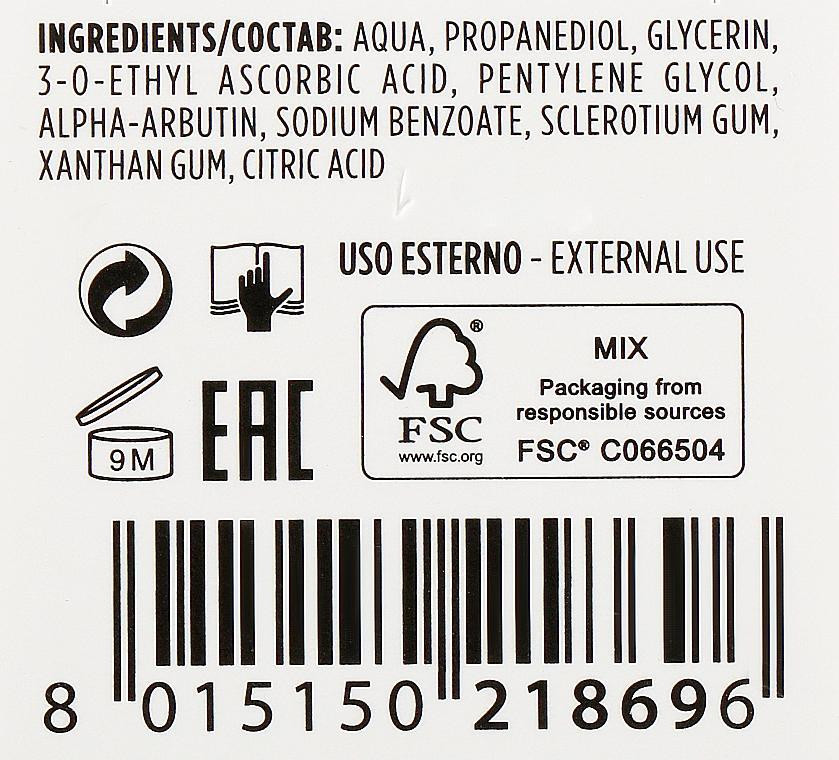 INGREDIENTS/СОСТАВ: AQUA, PROPANEDIOL, GLYCERIN,
3-O-ETHYL ASCORBIC ACID, PENTYLENE GLYCOL,
ALPHA-ARBUTIN, SODIUM BENZOATE, SCLEROTIUM GUM,
XANTHAN GUM, CITRIC ACID
USO ESTERNO - EXTERNAL USE
9M
EAC
FSC®
www.fsc.org
MIX
Packaging from
responsible sources
FSC® C066504
8 015150 218696